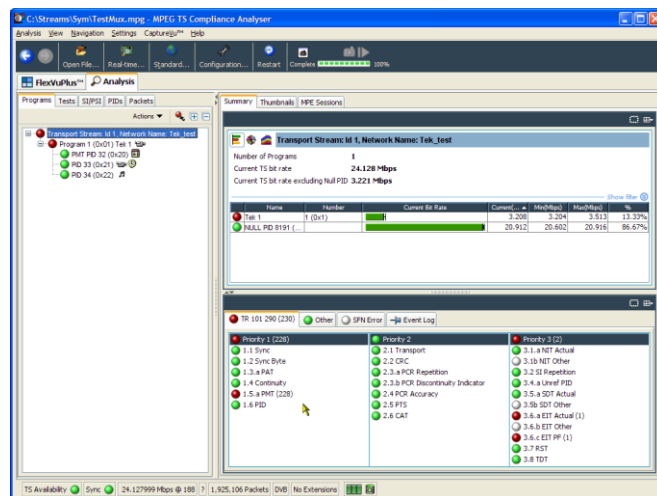 C:\Streams\Sym\TestMux.mpg - MPEG TS Compliance Analyser
Analysis View Navigation Settings CaptureVu™ Help
Open File... Real-time... Standard... Configuration... Restart Complete 100%
FlexVuPlus™ Analysis
Programs Tests SI/PSI PIDs Packets
Actions
Transport Stream: Id 1, Network Name: Tek_test
Program 1 (0x01) Tek 1
PMT PID 32 (0x20)
PID 33 (0x21)
PID 34 (0x22)
Summary Thumbnails MPE Sessions
Transport Stream: Id 1, Network Name: Tek_test
Number of Programs 1
Current TS bit rate 24.128 Mbps
Current TS bit rate excluding Null PID 3.221 Mbps
Show filter
Name Number Current Bit Rate Current(... Min(Mbps) Max(Mbps) %
Tek 1 1 (0x1) 3.208 3.204 3.513 13.33%
NULL PID 8191 (... 20.912 20.602 20.916 86.67%
TR 101 290 (230) Other SFN Error Event Log
Priority 1 (228)
1.1 Sync
1.2 Sync Byte
1.3.a PAT
1.4 Continuity
1.5.a PMT (228)
1.6 PID
Priority 2
2.1 Transport
2.2 CRC
2.3.a PCR Repetition
2.3.b PCR Discontinuity Indicator
2.4 PCR Accuracy
2.5 PTS
2.6 CAT
Priority 3 (2)
3.1.a NIT Actual
3.1b NIT Other
3.2 SI Repetition
3.4.a Unref PID
3.5.a SDT Actual
3.5b SDT Other
3.6.a EIT Actual (1)
3.6.b EIT Other
3.6.c EIT PF (1)
3.7 RST
3.8 TDT
TS Availability Sync 24.127999 Mbps @ 188 ? 1,925,106 Packets DVB No Extensions